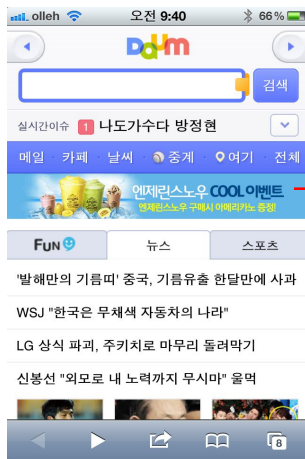 olleh 오전 9:40 66%
Daum
검색
실시간이슈 1 나도가수다 방정현
메일 카페 날씨 중계 여기 전체
엔제린스노우 COOL이벤트
엔제린스노우 구매시 아메리카노 증정!
FUN 뉴스 스포츠
'발해만의 기름띠' 중국, 기름유출 한달만에 사과
WSJ "한국은 무채색 자동차의 나라"
LG 상식 파괴, 주키치로 마무리 돌려막기
신봉선 "외모로 내 노력까지 무시마" 울먹
8